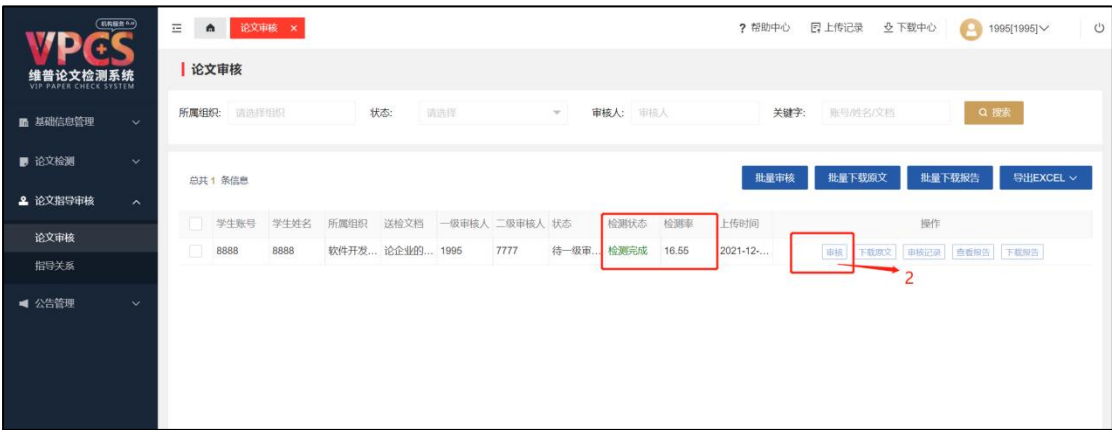 机构服务 6.0
VPCS
维普论文检测系统
VIP PAPER CHECK SYSTEM
基础信息管理
论文检测
论文指导审核
论文审核
指导关系
公告管理
论文审核 ×
? 帮助中心 上传记录 下载中心 1995[1995]
论文审核
所属组织: 请选择组织 状态: 请选择 审核人: 审核人 关键字: 账号/姓名/文档 搜索
总共 1 条信息 批量审核 批量下载原文 批量下载报告 导出EXCEL
学生账号 学生姓名 所属组织 送检文档 一级审核人 二级审核人 状态 检测状态 检测率 上传时间 操作
8888 8888 软件开发... 论企业的... 1995 7777 待一级审... 检测完成 16.55 2021-12-... 审核 下载原文 审核记录 查看报告 下载报告
2